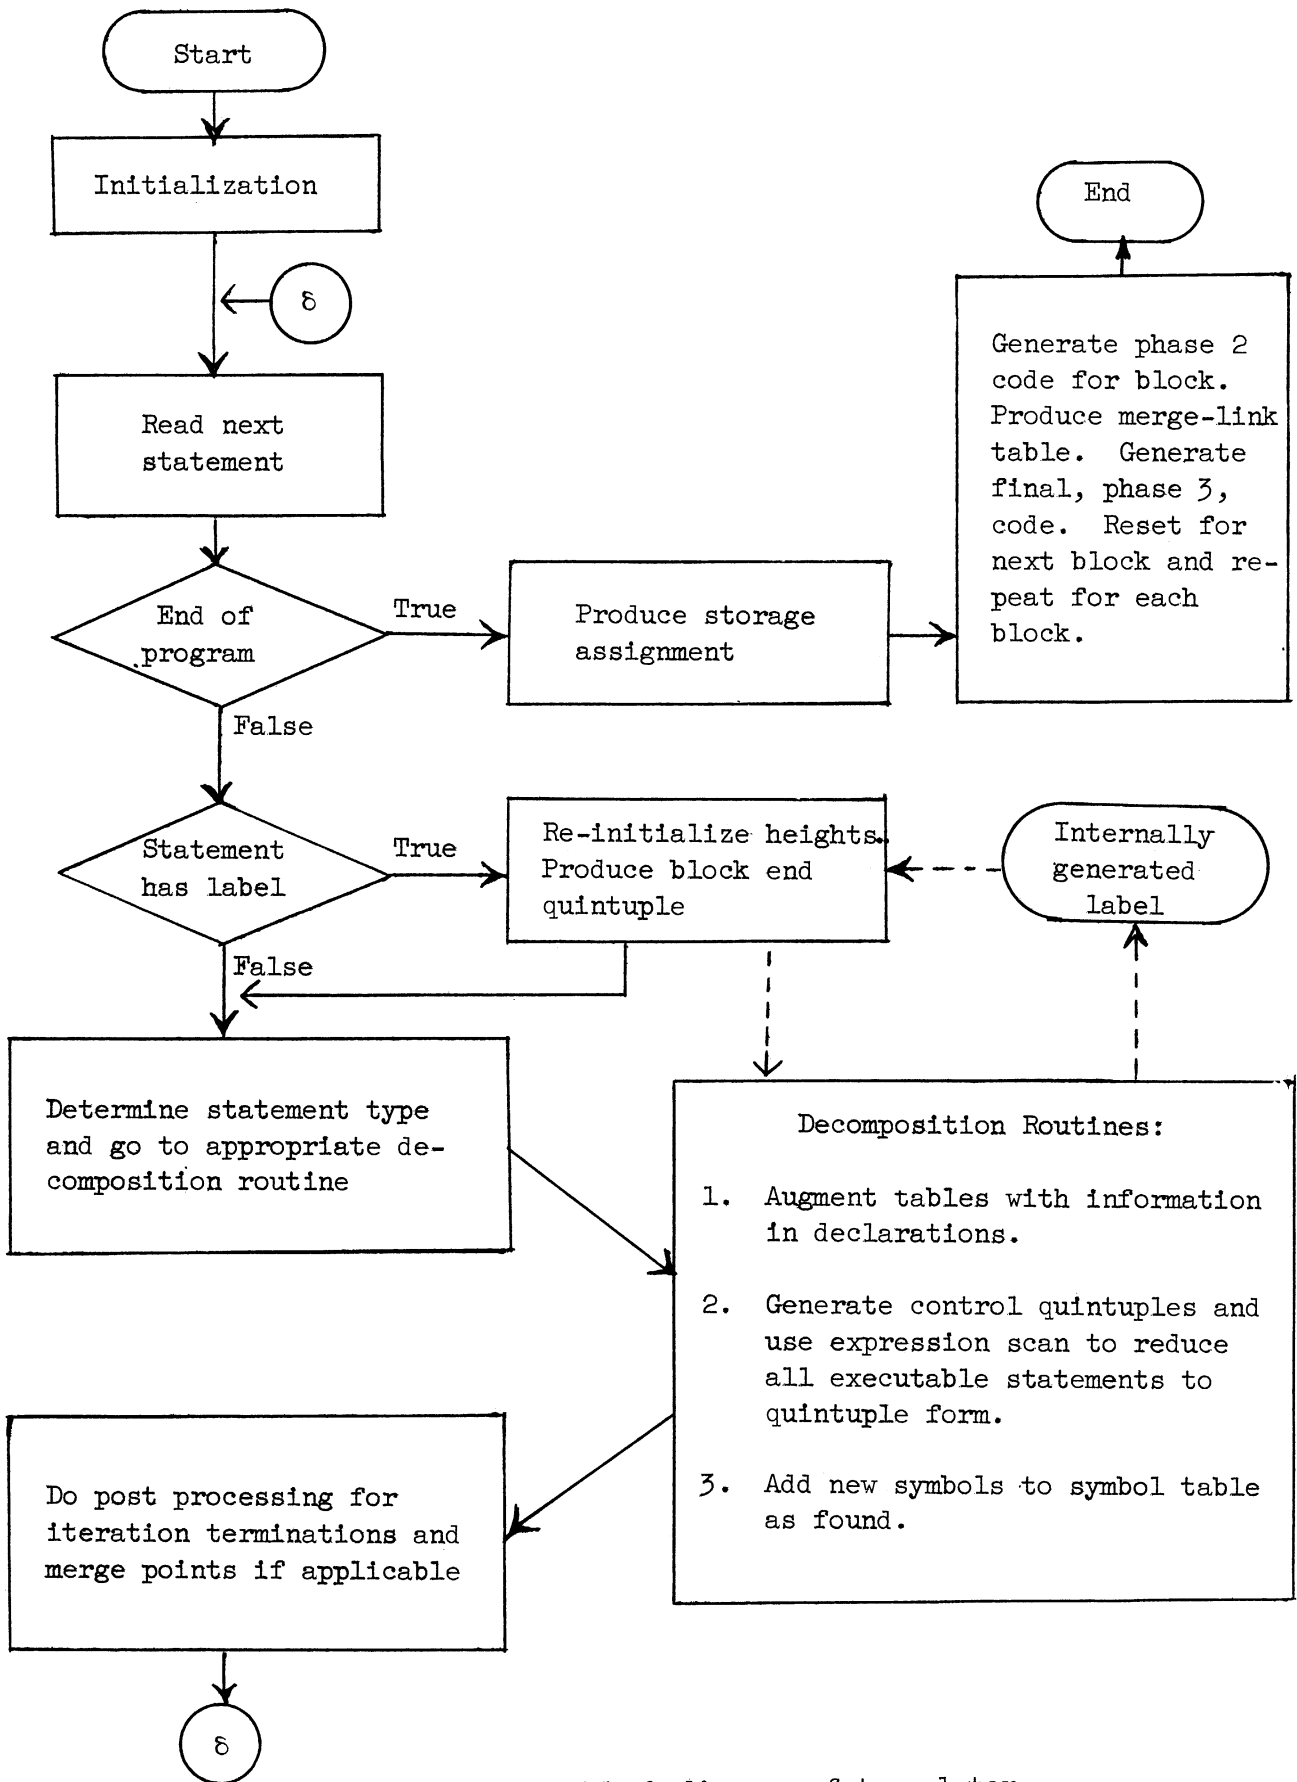 Start
Initialization
δ
Read next
statement
End of
program
True
False
Produce storage
assignment
End
Generate phase 2
code for block.
Produce merge-link
table. Generate
final, phase 3,
code. Reset for
next block and re-
peat for each
block.
Statement
has label
True
False
Re-initialize heights.
Produce block end
quintuple
Internally
generated
label
Determine statement type
and go to appropriate de-
composition routine
Decomposition Routines:
1. Augment tables with information
in declarations.
2. Generate control quintuples and
use expression scan to reduce
all executable statements to
quintuple form.
3. Add new symbols to symbol table
as found.
Do post processing for
iteration terminations and
merge points if applicable
δ